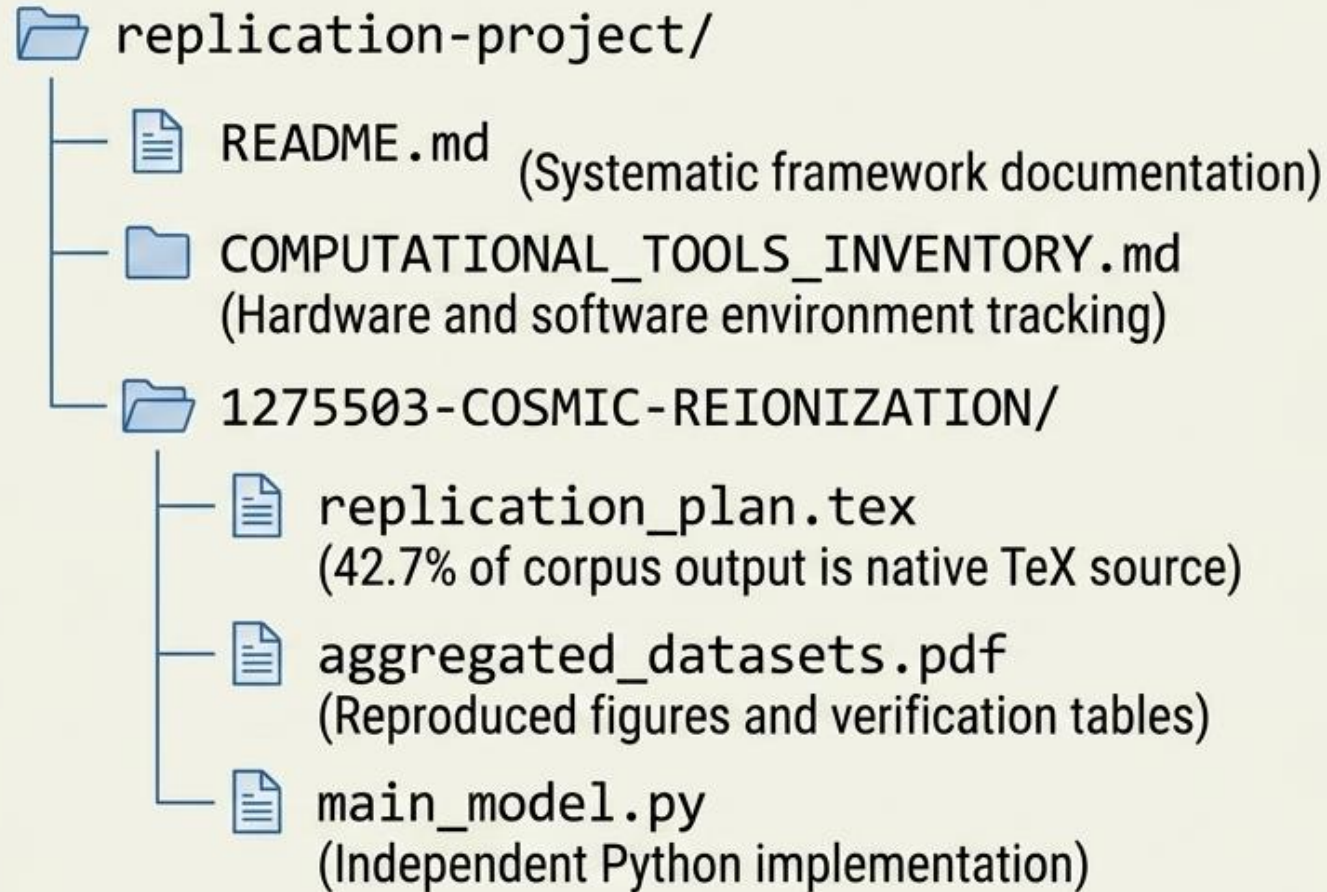 replication-project/
README.md (Systematic framework documentation)
COMPUTATIONAL_TOOLS_INVENTORY.md
(Hardware and software environment tracking)
1275503-COSMIC-REIONIZATION/
replication_plan.tex
(42.7% of corpus output is native TeX source)
aggregated_datasets.pdf
(Reproduced figures and verification tables)
main_model.py
(Independent Python implementation)